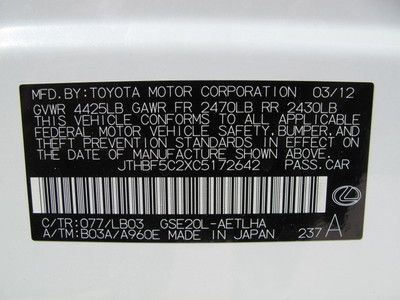 MFD.BY:TOYOTA MOTOR CORPORATION 03/12
GVWR 4425LB GAWR FR 2470LB RR 2430LB
THIS VEHICLE CONFORMS TO ALL APPLICABLE
FEDERAL MOTOR VEHICLE SAFETY,BUMPER,AND
THEFT PREVENTION STANDARDS IN EFFECT ON
THE DATE OF MANUFACTURE SHOWN ABOVE.
JTHBF5C2XC5172642 PASS.CAR
C/TR:077/LB03 GSE20L-AETLHA
A/TM:B03A/A960E MADE IN JAPAN 237 A